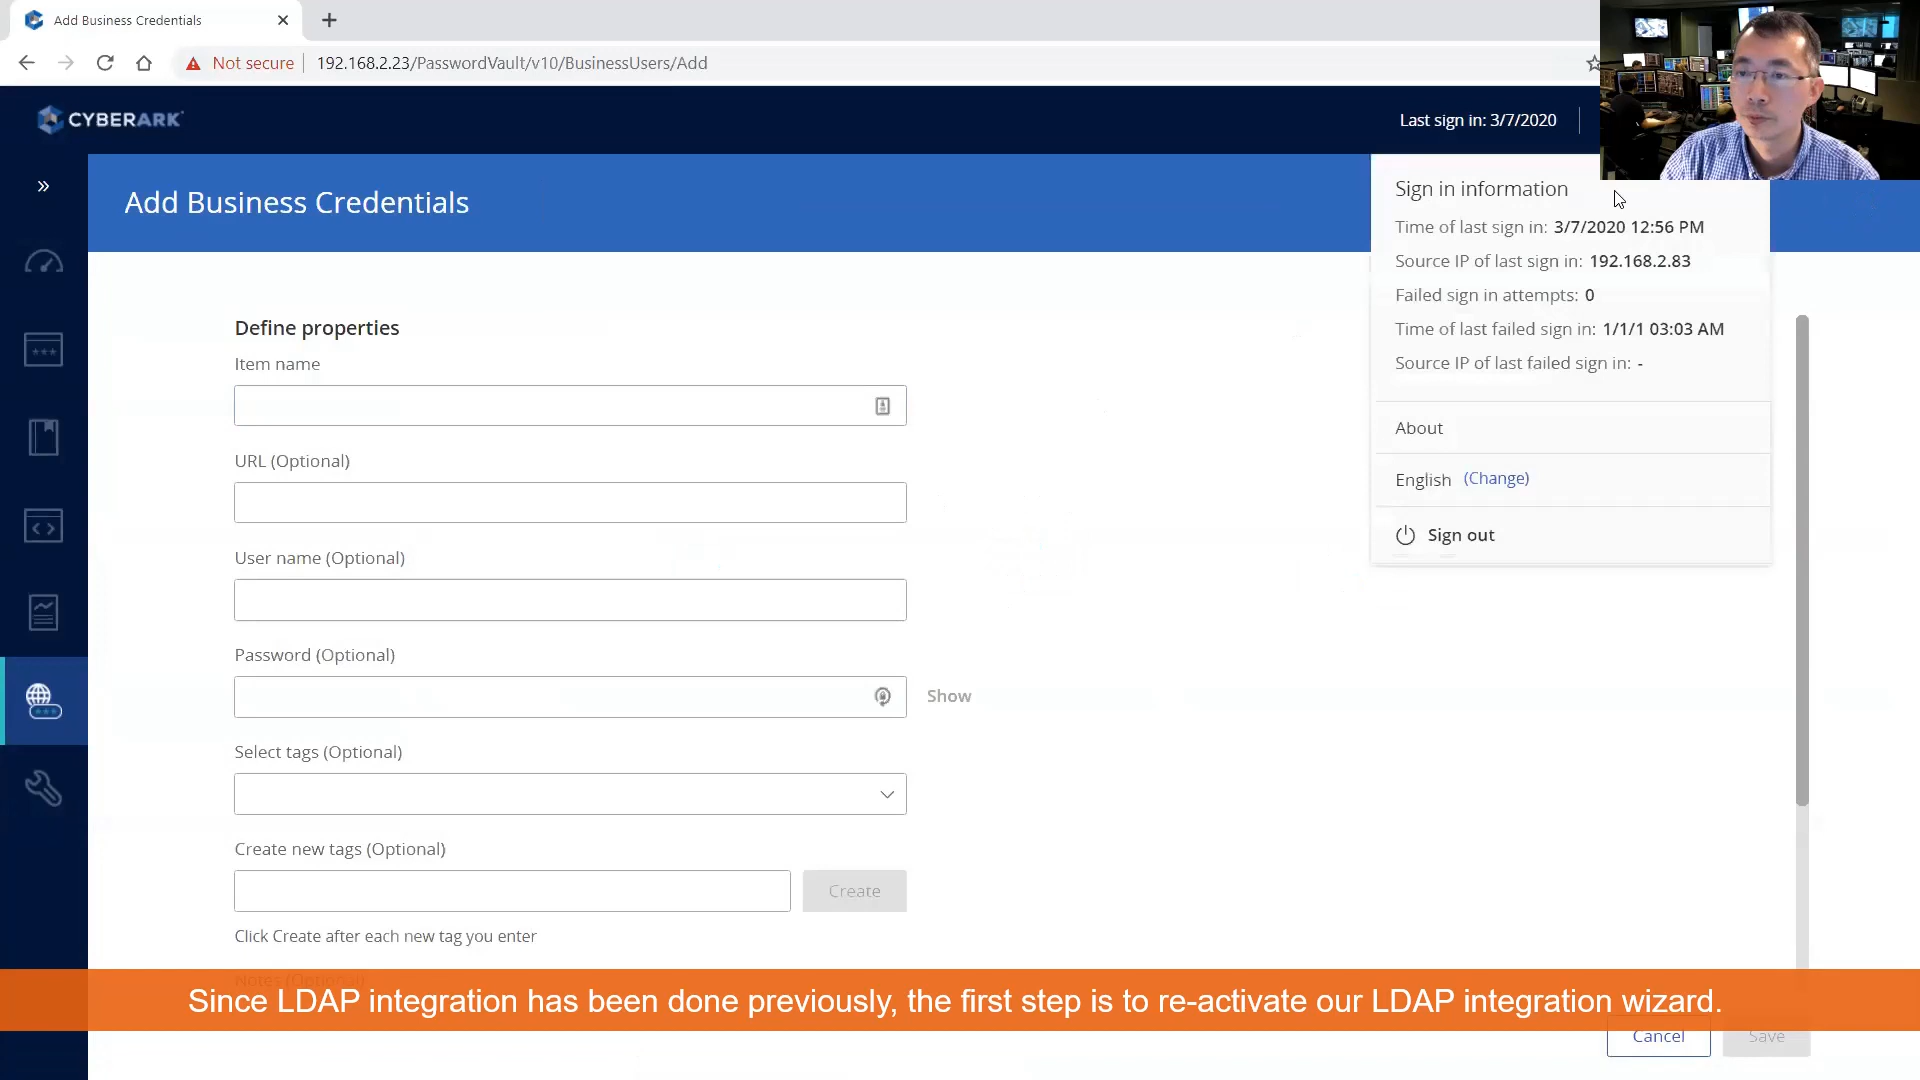 Add Business Credentials
Not secure
192.168.2.23/PasswordVault/v10/BusinessUsers/Add
CYBERARK
Last sign in: 3/7/2020
Add Business Credentials
Sign in information
Time of last sign in: 3/7/2020 12:56 PM
Source IP of last sign in: 192.168.2.83
Failed sign in attempts: 0
Time of last failed sign in: 1/1/1 03:03 AM
Source IP of last failed sign in: -
About
English (Change)
Sign out
Define properties
Item name
URL (Optional)
User name (Optional)
Password (Optional)
Show
Select tags (Optional)
Create new tags (Optional)
Create
Click Create after each new tag you enter
Notes (Optional)
Since LDAP integration has been done previously, the first step is to re-activate our LDAP integration wizard.
Cancel
Save